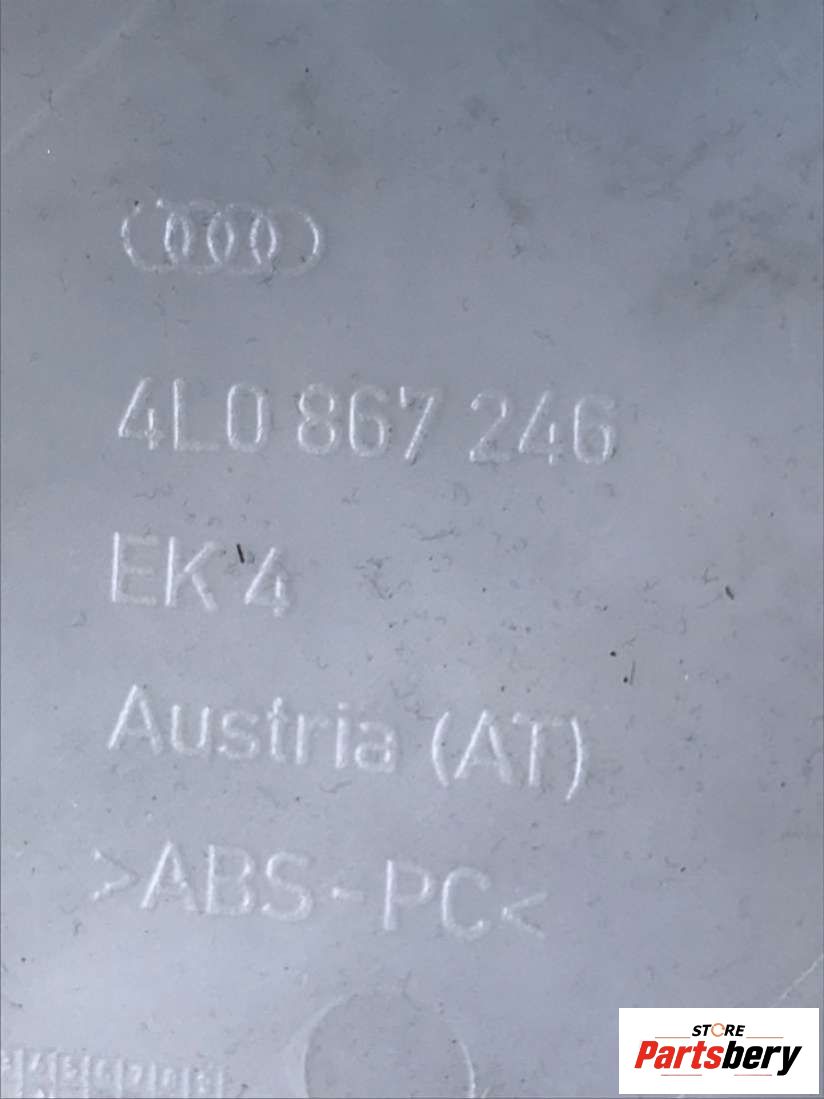 4L0 867 246
EK 4
Austria (AT)
>ABS-PC<
STORE
Partsbery